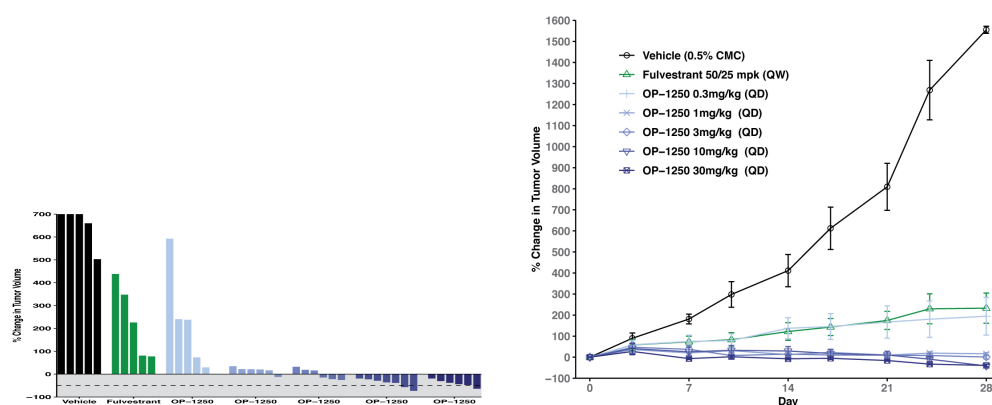 700
600
500
400
300
200
100
0
−100
% Change in Tumor Volume
Vehicle Fulvestrant OP−1250 OP−1250 OP−1250 OP−1250 OP−1250
1600
1500
1400
1300
1200
1100
1000
900
800
700
600
500
400
300
200
100
0
−100
% Change in Tumor Volume
Vehicle (0.5% CMC)
Fulvestrant 50/25 mpk (QW)
OP−1250 0.3mg/kg (QD)
OP−1250 1mg/kg (QD)
OP−1250 3mg/kg (QD)
OP−1250 10mg/kg (QD)
OP−1250 30mg/kg (QD)
0 7 14 21 28
Day